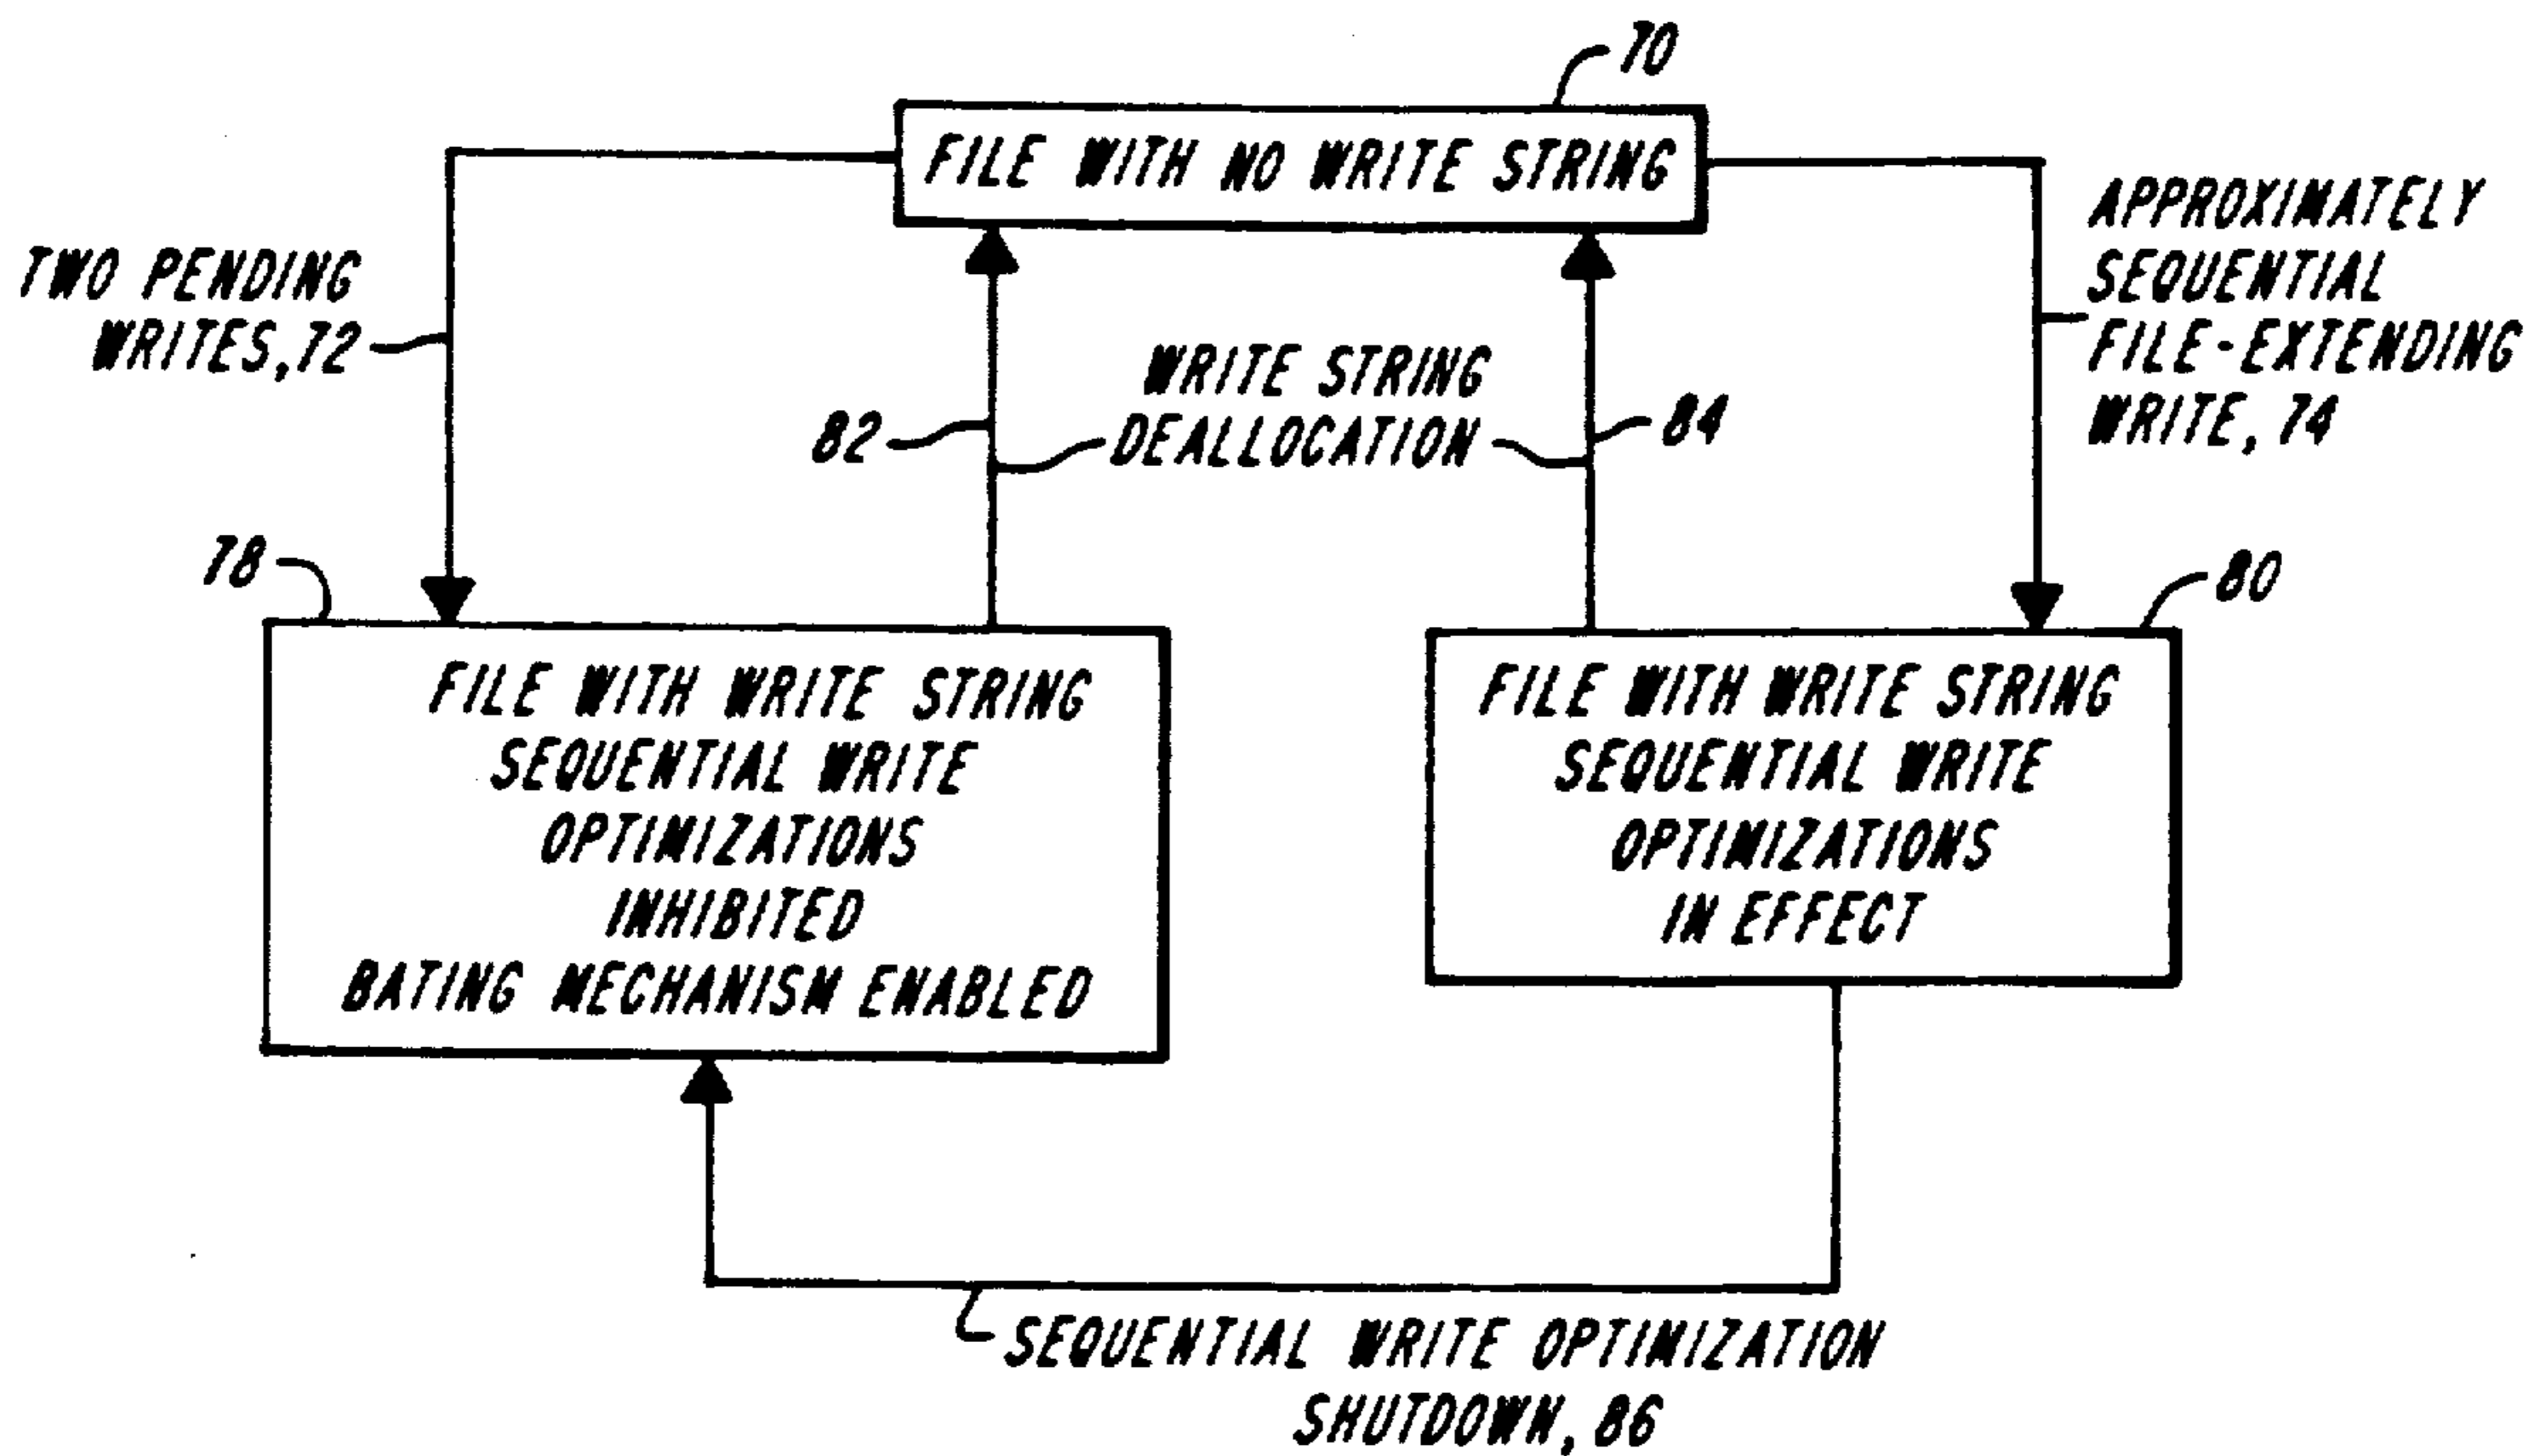 70
FILE WITH NO WRITE STRING
TWO PENDING
WRITES,72
APPROXIMATELY
SEQUENTIAL
FILE-EXTENDING
WRITE, 74
82
WRITE STRING
DEALLOCATION
84
78
80
FILE WITH WRITE STRING
SEQUENTIAL WRITE
OPTIMIZATIONS
INHIBITED
BATING MECHANISM ENABLED
FILE WITH WRITE STRING
SEQUENTIAL WRITE
OPTIMIZATIONS
IN EFFECT
SEQUENTIAL WRITE OPTIMIZATION
SHUTDOWN, 86